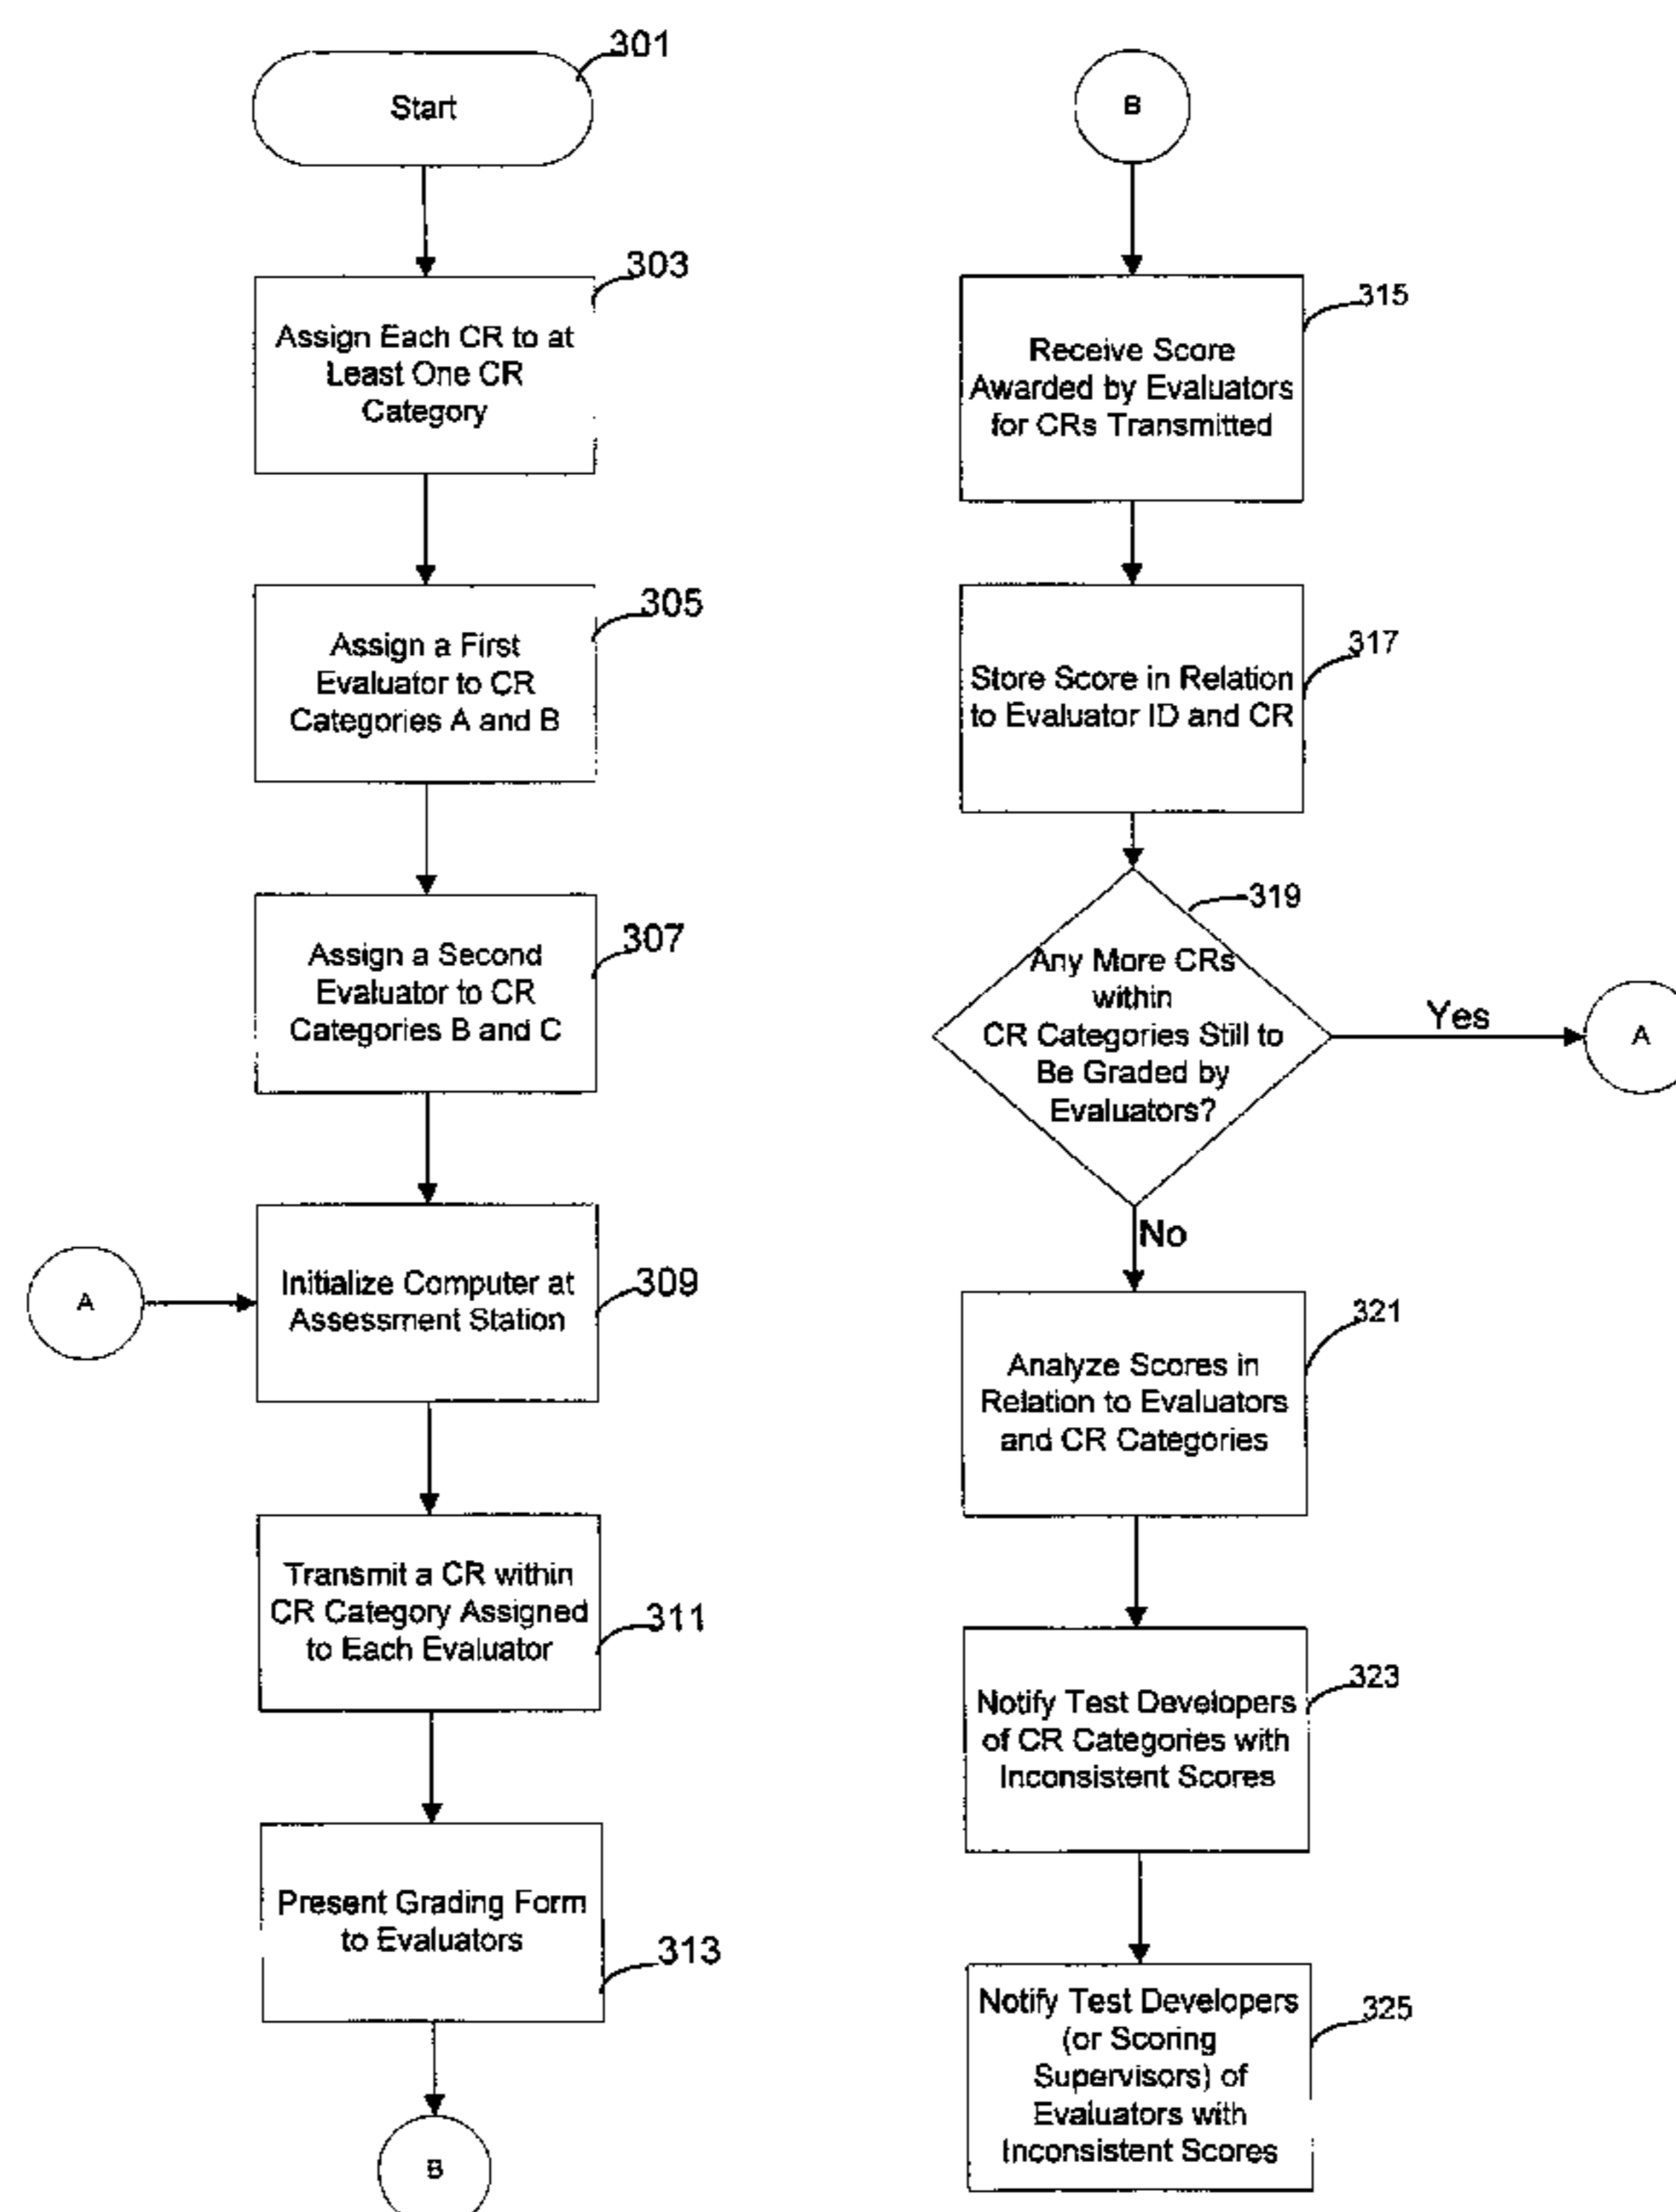 301
Start
303
Assign Each CR to at
Least One CR
Category
305
Assign a First
Evaluator to CR
Categories A and B
307
Assign a Second
Evaluator to CR
Categories B and C
A
Initialize Computer at
Assessment Station
309
Transmit a CR within
CR Category Assigned
to Each Evaluator
311
Present Grading Form
to Evaluators
313
B
B
315
Receive Score
Awarded by Evaluators
for CRs Transmitted
317
Store Score in Relation
to Evaluator ID and CR
319
Any More CRs
within
CR Categories Still to
Be Graded by
Evaluators?
Yes
A
No
321
Analyze Scores in
Relation to Evaluators
and CR Categories
323
Notify Test Developers
of CR Categories with
Inconsistent Scores
325
Notify Test Developers
(or Scoring
Supervisors) of
Evaluators with
Inconsistent Scores